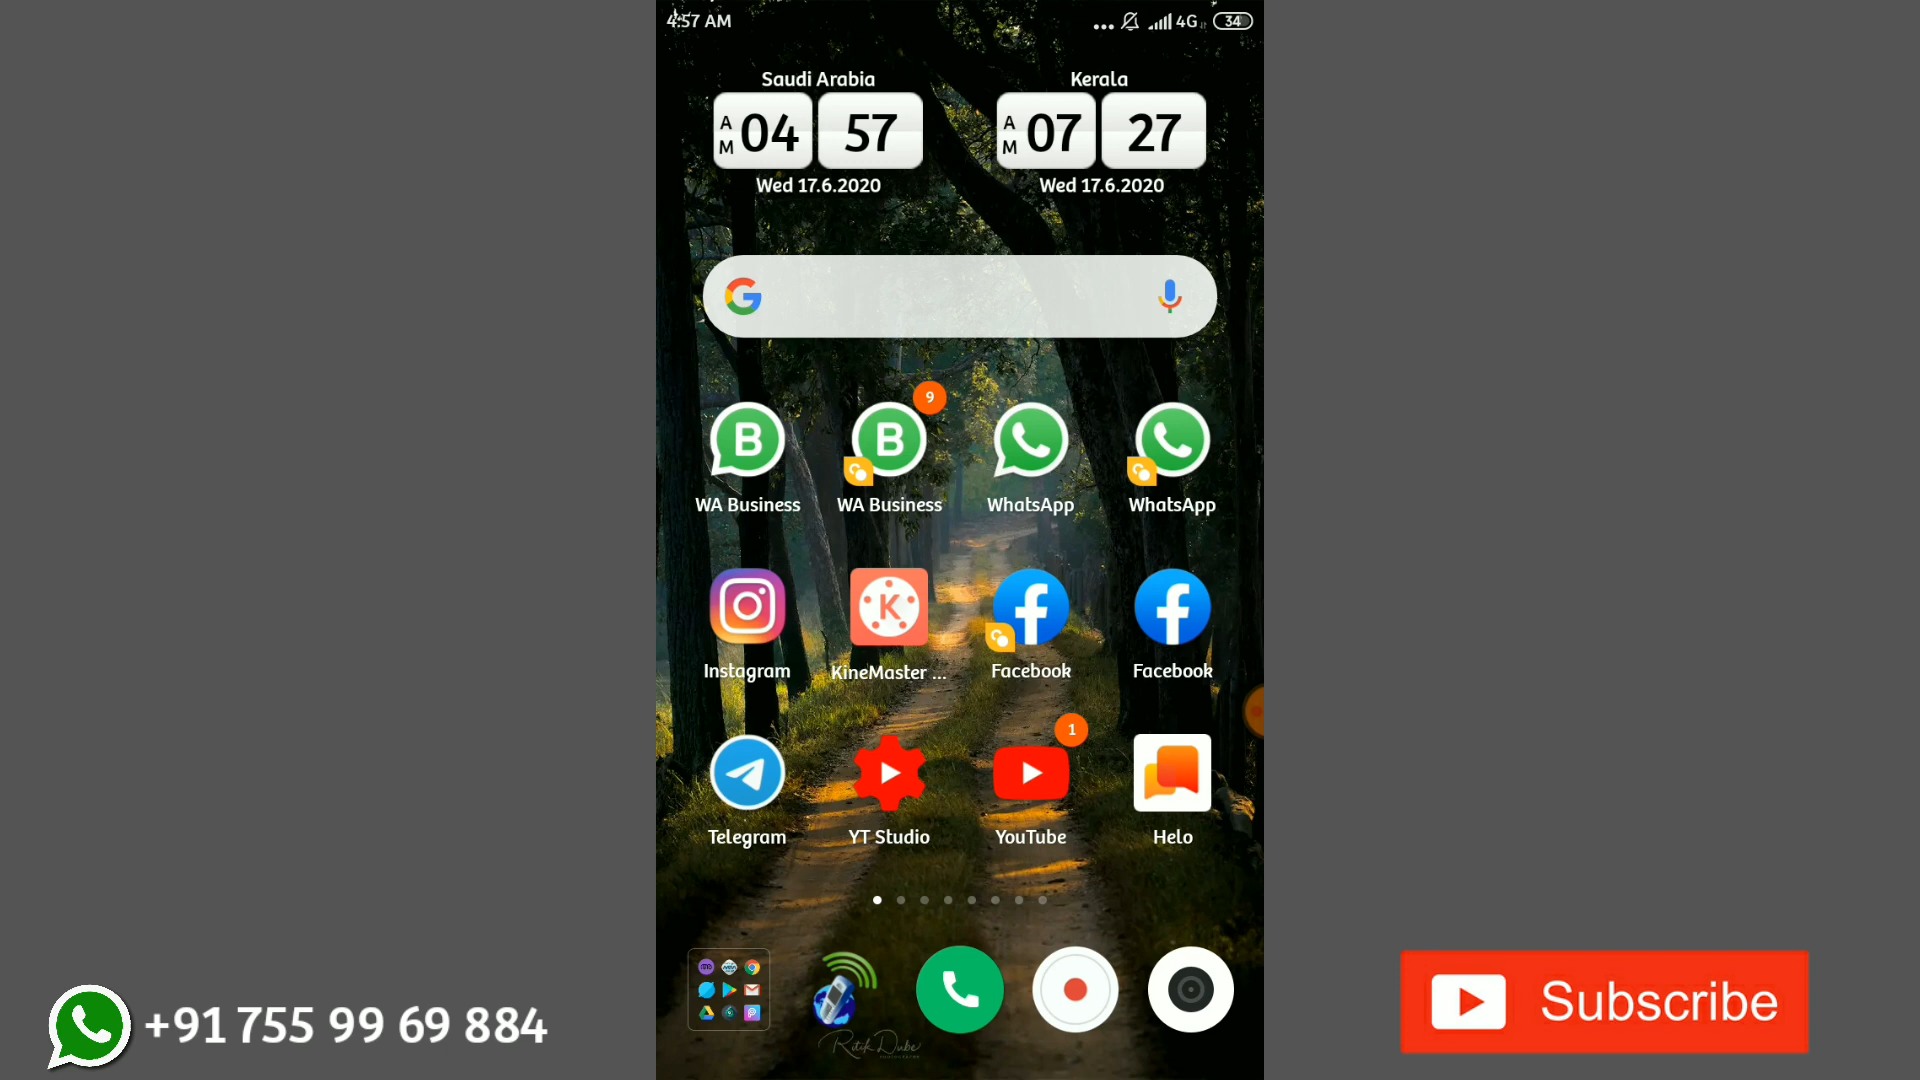 4:57 AM
4G
34
Saudi Arabia
Kerala
AM 04 57
AM 07 27
Wed 17.6.2020
Wed 17.6.2020
9
B
B
WA Business
WA Business
WhatsApp
WhatsApp
K
Instagram
KineMaster ...
Facebook
Facebook
1
Telegram
YT Studio
YouTube
Helo
Ritik Dube
+91 755 99 69 884
Subscribe